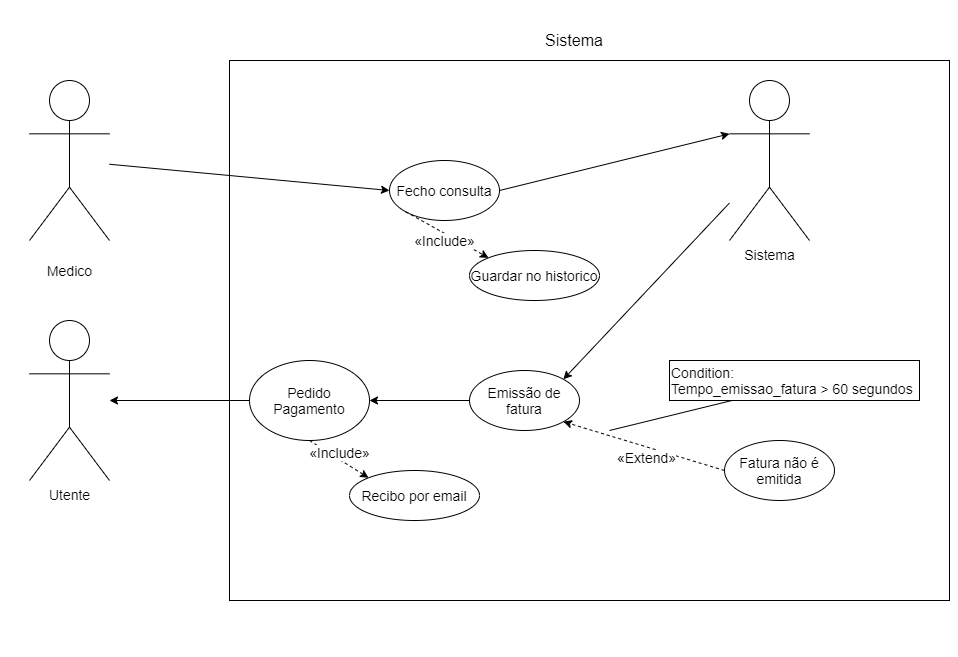 Sistema
Medico
Fecho consulta
«Include»
Guardar no historico
Sistema
Utente
Pedido
Pagamento
«Include»
Recibo por email
Emissão de
fatura
Condition:
Tempo_emissao_fatura > 60 segundos
«Extend»
Fatura não é
emitida